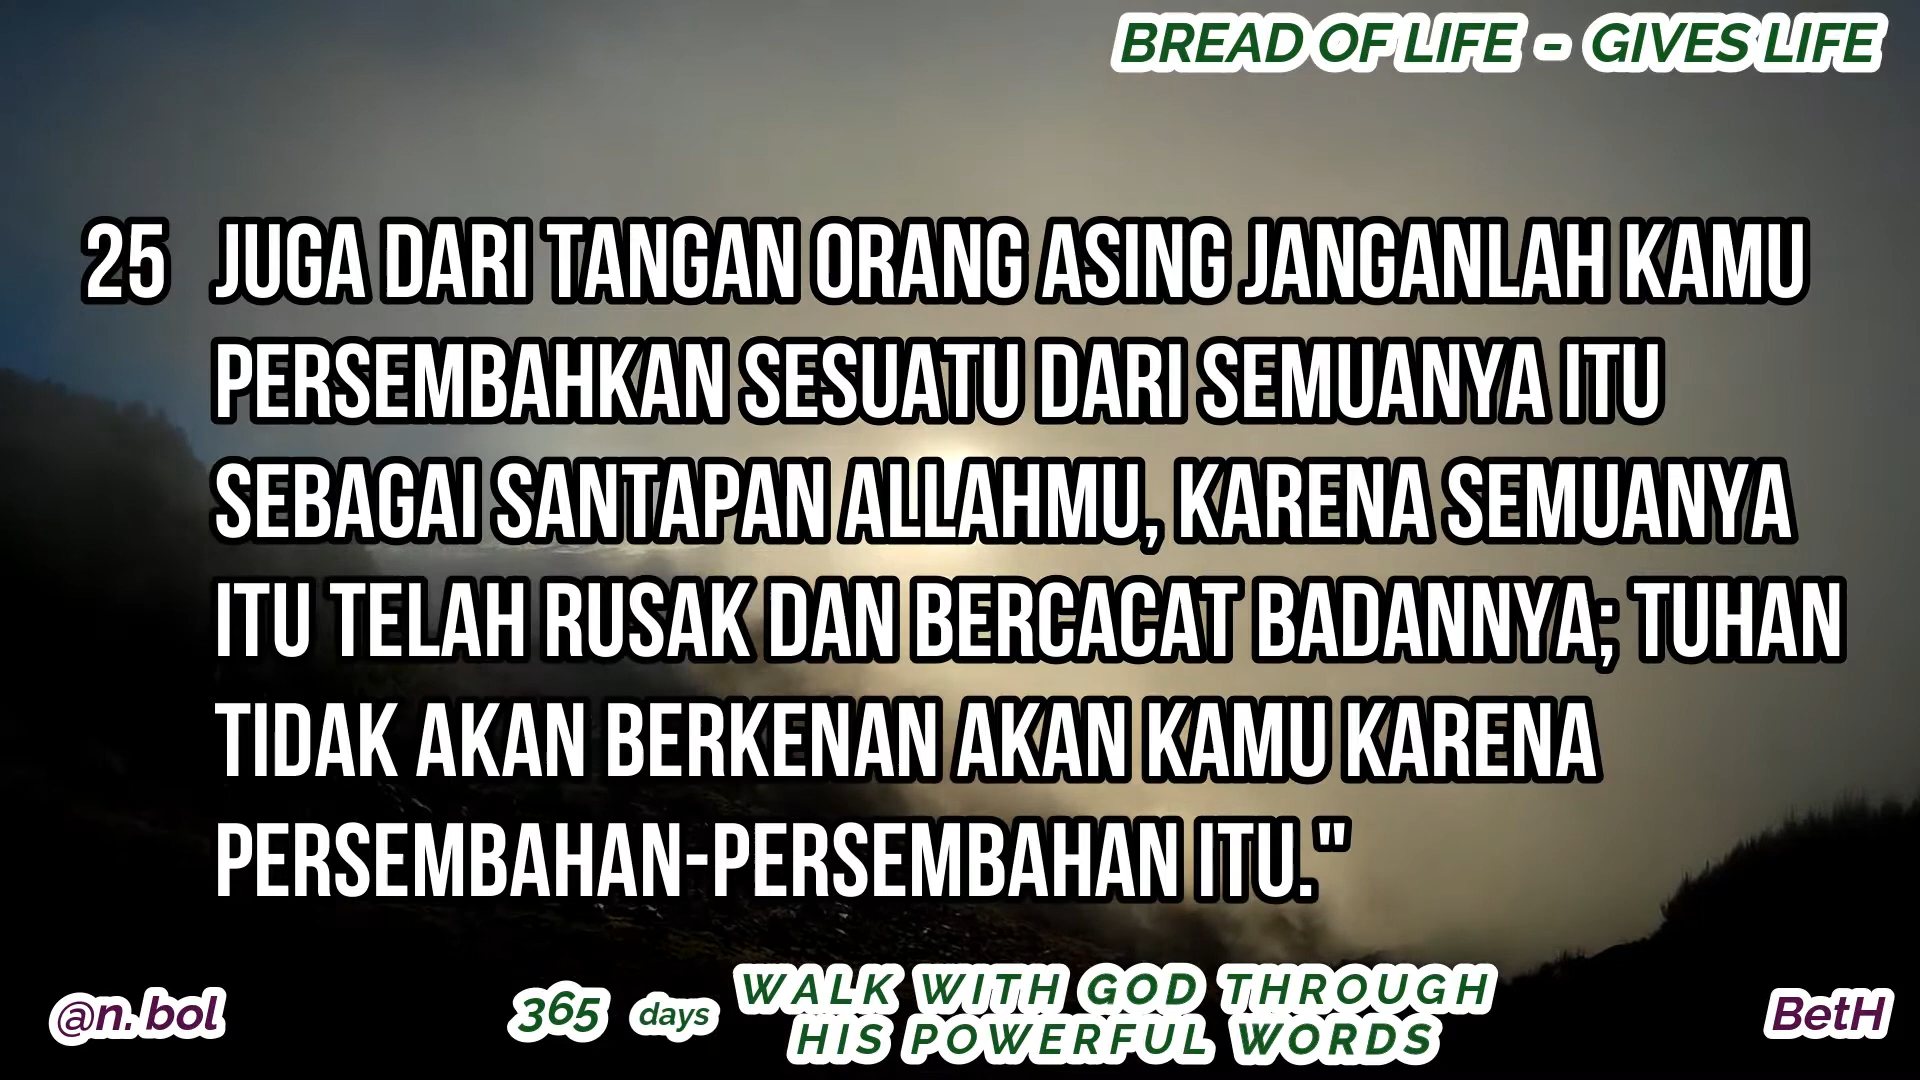 BREAD OF LIFE - GIVES LIFE
25 JUGA DARI TANGAN ORANG ASING JANGANLAH KAMU
PERSEMBAHKAN SESUATU DARI SEMUANYA ITU
SEBAGAI SANTAPAN ALLAHMU, KARENA SEMUANYA
ITU TELAH RUSAK DAN BERCACAT BADANNYA; TUHAN
TIDAK AKAN BERKENAN AKAN KAMU KARENA
PERSEMBAHAN-PERSEMBAHAN ITU."
@n.bol
365 days
WALK WITH GOD THROUGH
HIS POWERFUL WORDS
BetH